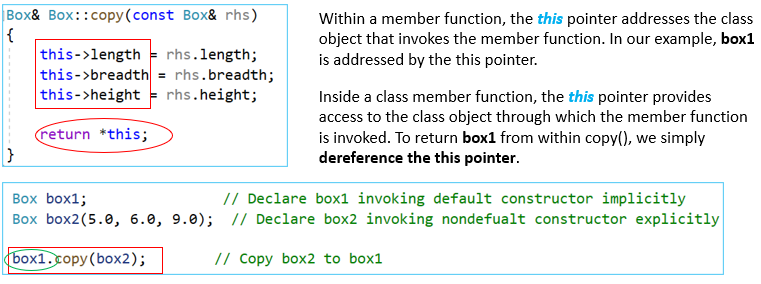 Box& Box::copy(const Box& rhs)
{
this->length = rhs.length;
this->breadth = rhs.breadth;
this->height = rhs.height;
return *this;
}
Within a member function, the this pointer addresses the class
object that invokes the member function. In our example, box1
is addressed by the this pointer.
Inside a class member function, the this pointer provides
access to the class object through which the member function
is invoked. To return box1 from within copy(), we simply
dereference the this pointer.
Box box1; // Declare box1 invoking default constructor implicitly
Box box2(5.0, 6.0, 9.0); // Declare box2 invoking nondefualt constructor explicitly
box1.copy(box2); // Copy box2 to box1